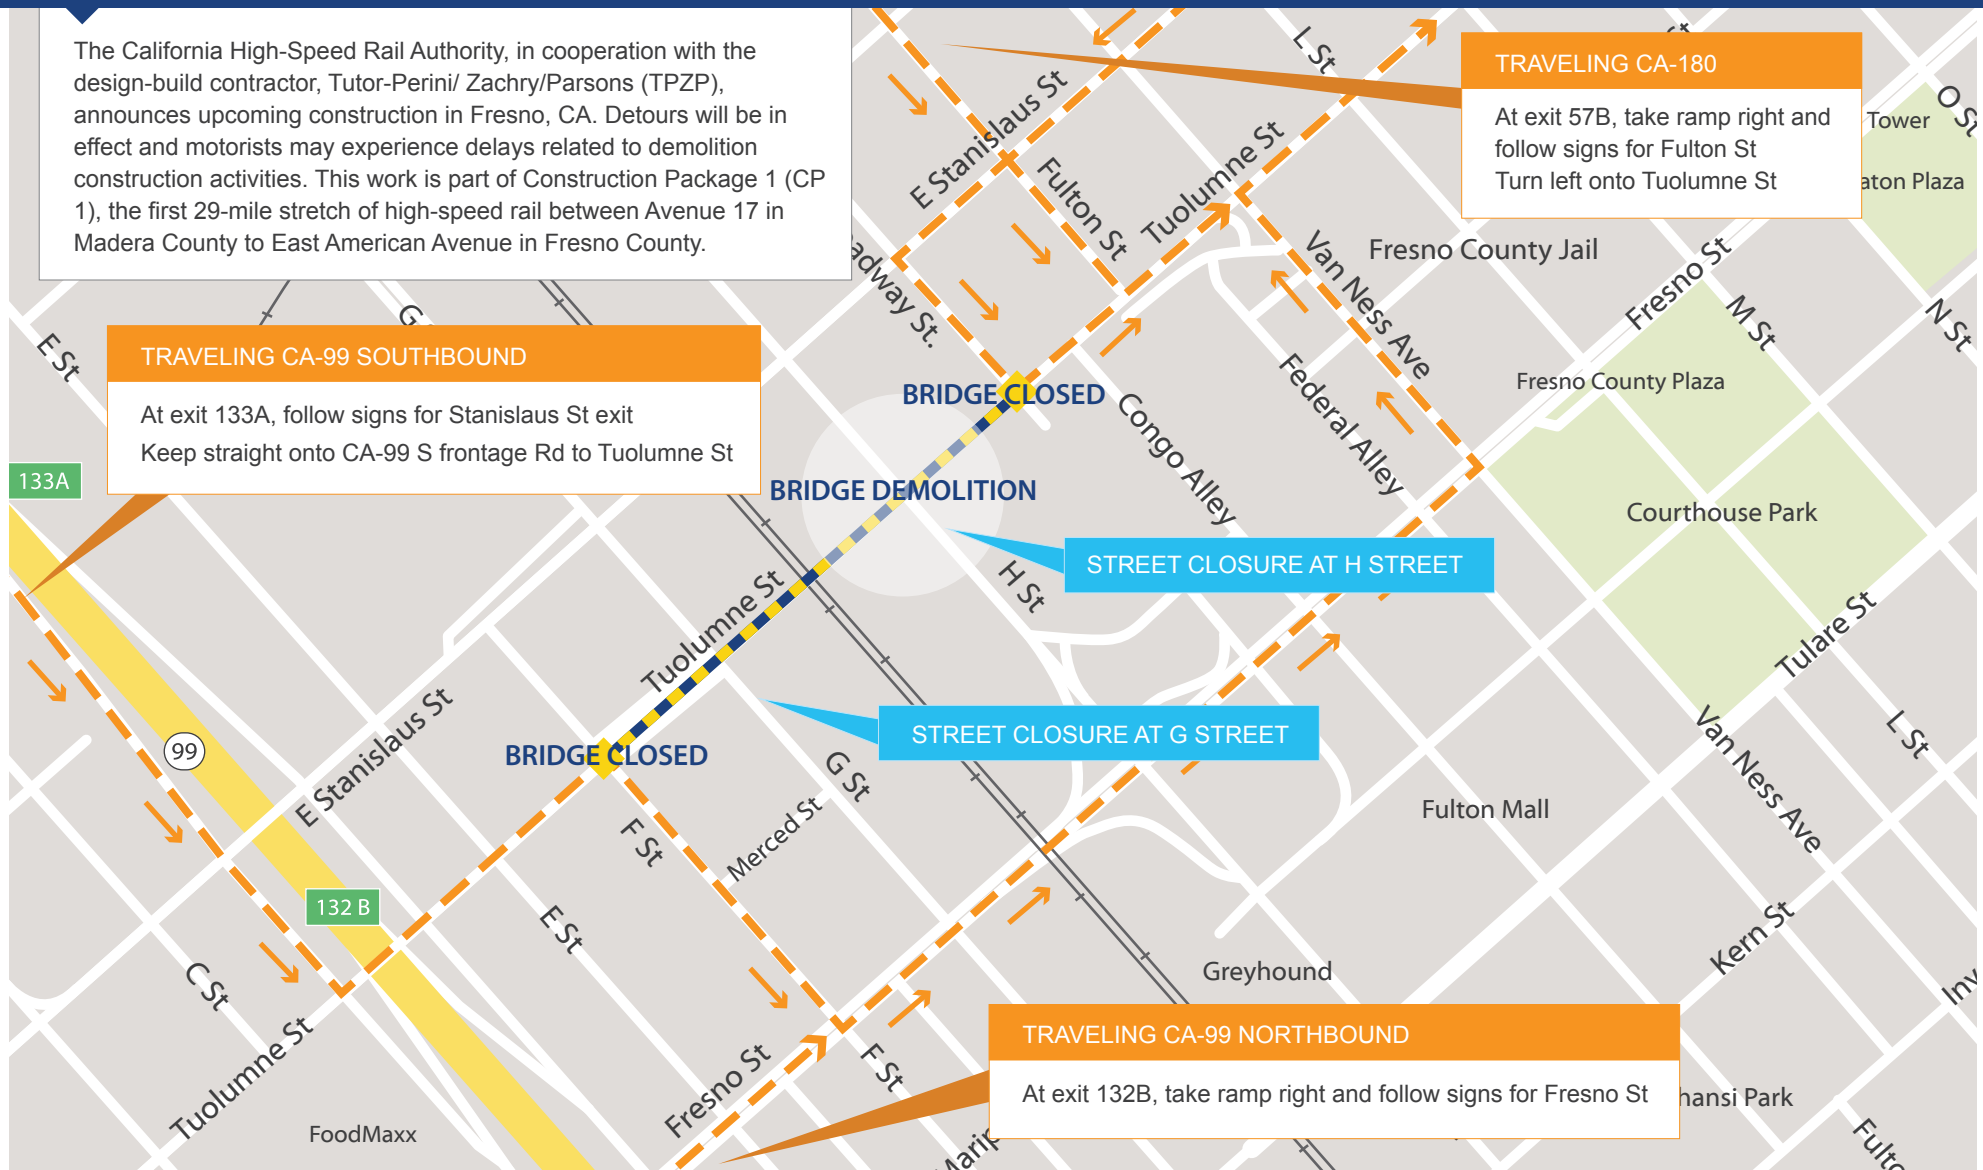 The California High-Speed Rail Authority, in cooperation with the
design-build contractor, Tutor-Perini/ Zachry/Parsons (TPZP),
announces upcoming construction in Fresno, CA. Detours will be in
effect and motorists may experience delays related to demolition
construction activities. This work is part of Construction Package 1 (CP
1), the first 29-mile stretch of high-speed rail between Avenue 17 in
Madera County to East American Avenue in Fresno County.
TRAVELING CA-180
At exit 57B, take ramp right and
follow signs for Fulton St
Turn left onto Tuolumne St
L St
St
O St
Tower
aton Plaza
E Stanislaus St
Fulton St
Tuolumne St
Van Ness Ave
Fresno County Jail
Fresno St
M St
N St
adway St.
E St
G
TRAVELING CA-99 SOUTHBOUND
At exit 133A, follow signs for Stanislaus St exit
Keep straight onto CA-99 S frontage Rd to Tuolumne St
133A
BRIDGE CLOSED
Congo Alley
Federal Alley
Fresno County Plaza
BRIDGE DEMOLITION
Courthouse Park
STREET CLOSURE AT H STREET
H St
Tuolumne St
Tulare St
STREET CLOSURE AT G STREET
99
E Stanislaus St
BRIDGE CLOSED
G St
F St
Merced St
Van Ness Ave
L St
Fulton Mall
132 B
E St
C St
Kern St
Greyhound
Iny
TRAVELING CA-99 NORTHBOUND
At exit 132B, take ramp right and follow signs for Fresno St
Tuolumne St
Fresno St
F St
hansi Park
FoodMaxx
Marip
Fulto